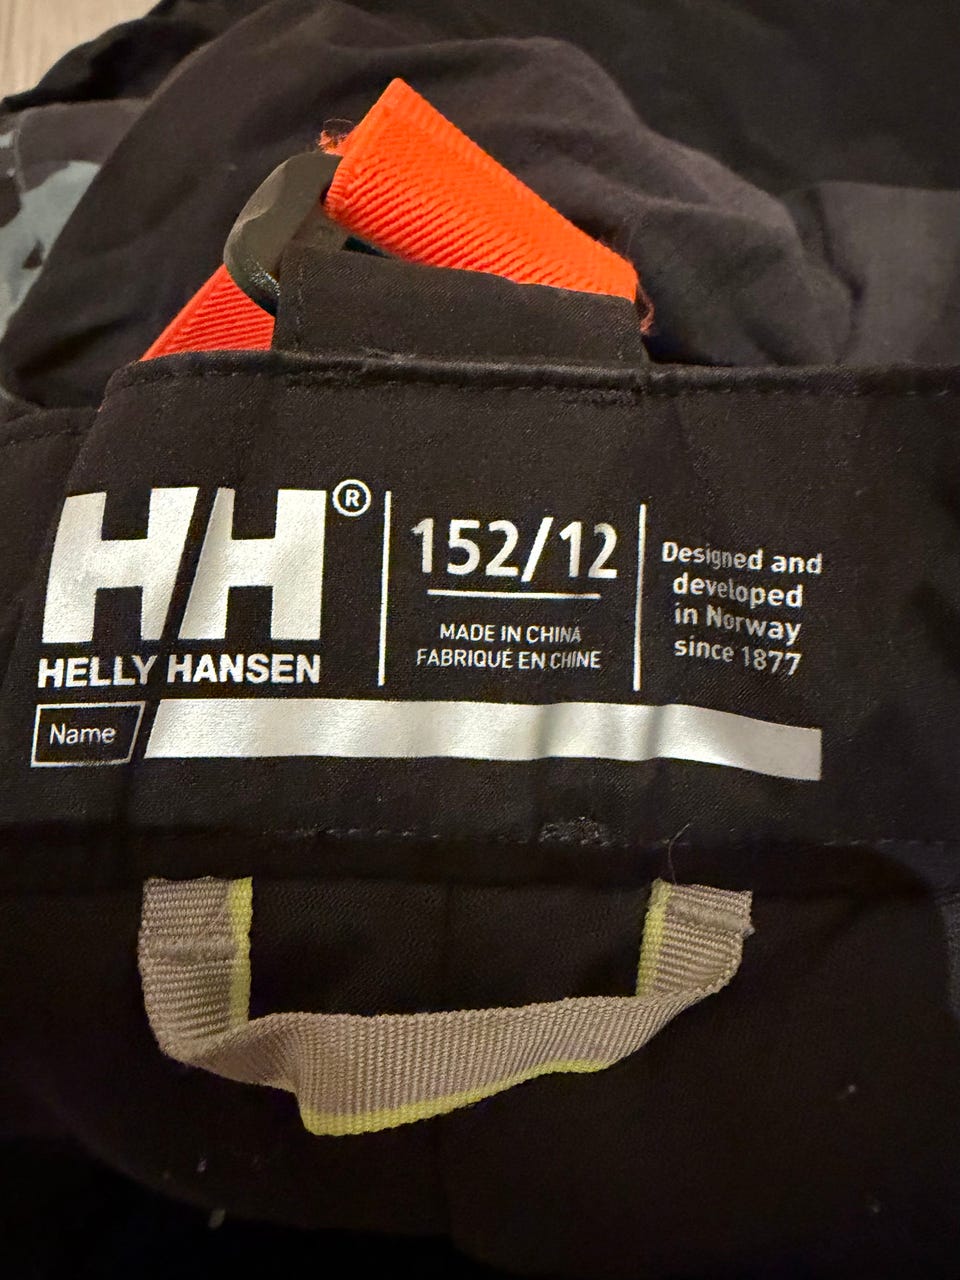 HH®
HELLY HANSEN
152/12
MADE IN CHINA
FABRIQUÉ EN CHINE
Designed and
developed
in Norway
since 1877
Name